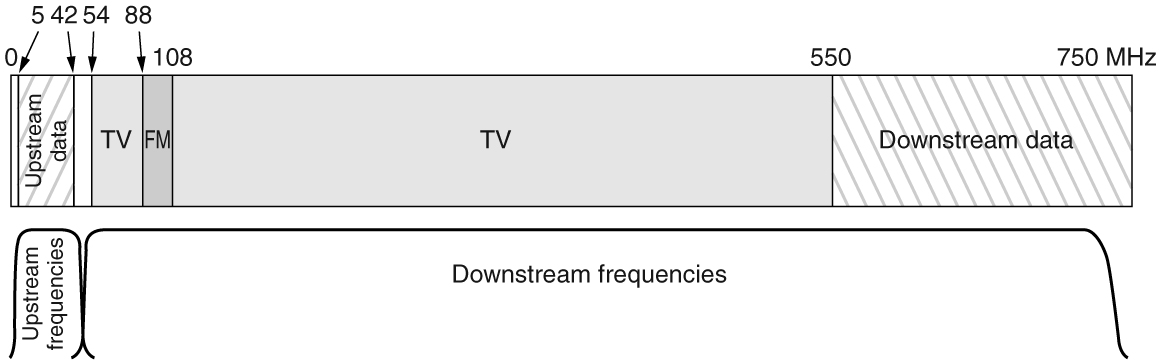 5 42 54 88
0 108 550 750 MHz
Upstream
data
TV
FM
TV
Downstream data
Upstream
frequencies
Downstream frequencies